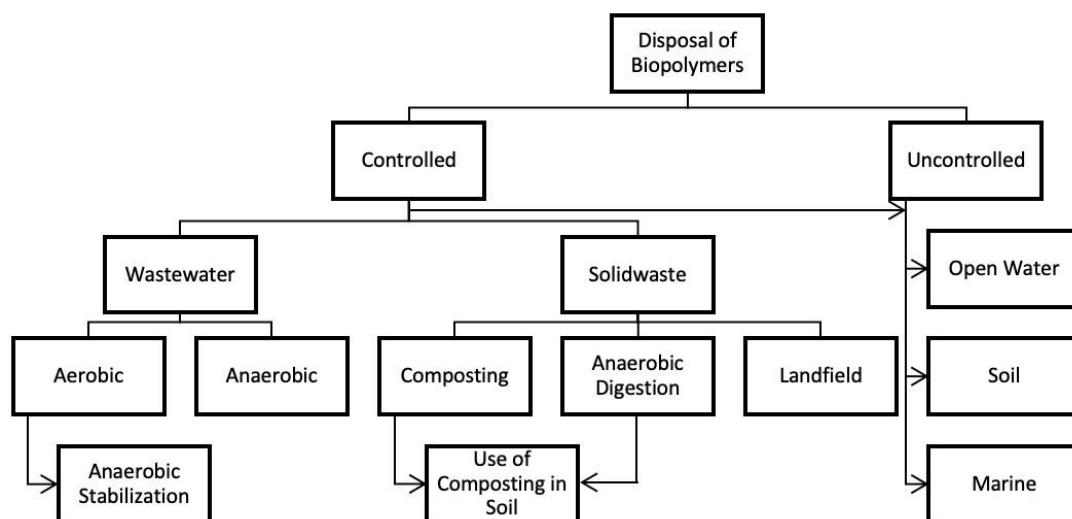 Disposal of
Biopolymers
Controlled
Uncontrolled
Wastewater
Solidwaste
Open Water
Aerobic
Anaerobic
Composting
Anaerobic
Digestion
Landfield
Soil
Anaerobic
Stabilization
Use of
Composting in
Soil
Marine